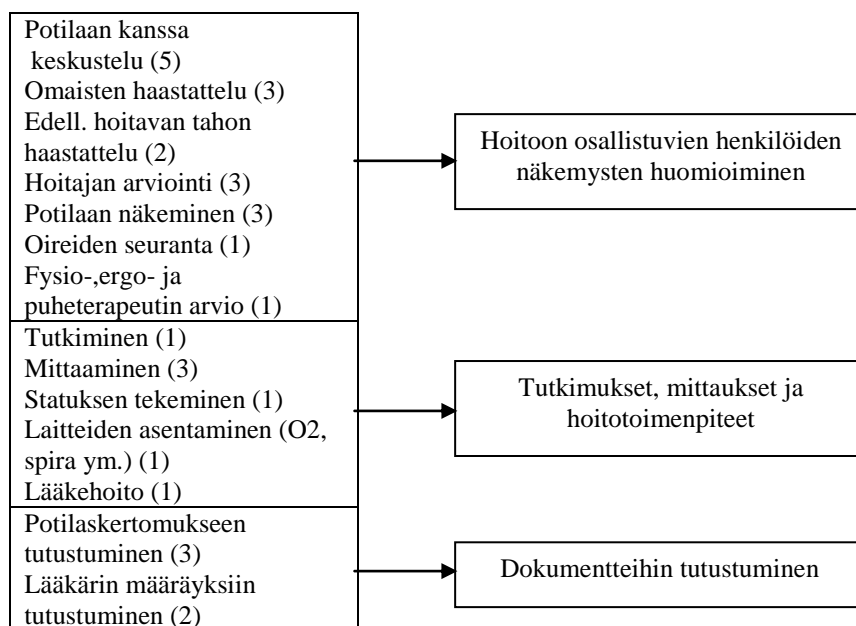 Potilaan kanssa
keskustelu (5)
Omaisten haastattelu (3)
Edell. hoitavan tahon
haastattelu (2)
Hoitajan arviointi (3)
Potilaan näkeminen (3)
Oireiden seuranta (1)
Fysio-,ergo- ja
puheterapeutin arvio (1)
Hoitoon osallistuvien henkilöiden
näkemysten huomioiminen
Tutkiminen (1)
Mittaaminen (3)
Statuksen tekeminen (1)
Laitteiden asentaminen (O2,
spira ym.) (1)
Lääkehoito (1)
Tutkimukset, mittaukset ja
hoitotoimenpiteet
Potilaskertomukseen
tutustuminen (3)
Lääkärin määräyksiin
tutustuminen (2)
Dokumentteihin tutustuminen